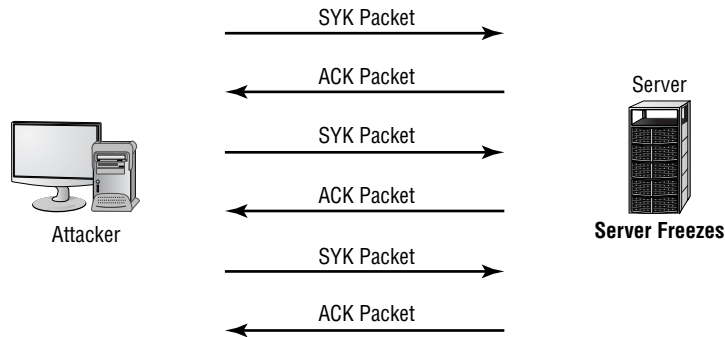 SYK Packet
ACK Packet
Server
SYK Packet
ACK Packet
Attacker
Server Freezes
SYK Packet
ACK Packet